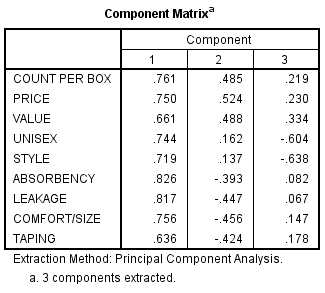 Component Matrixa
Component
1 2 3
COUNT PER BOX .761 .485 .219
PRICE .750 .524 .230
VALUE .661 .488 .334
UNISEX .744 .162 -.604
STYLE .719 .137 -.638
ABSORBENCY .826 -.393 .082
LEAKAGE .817 -.447 .067
COMFORT/SIZE .756 -.456 .147
TAPING .636 -.424 .178
Extraction Method: Principal Component Analysis.
a. 3 components extracted.